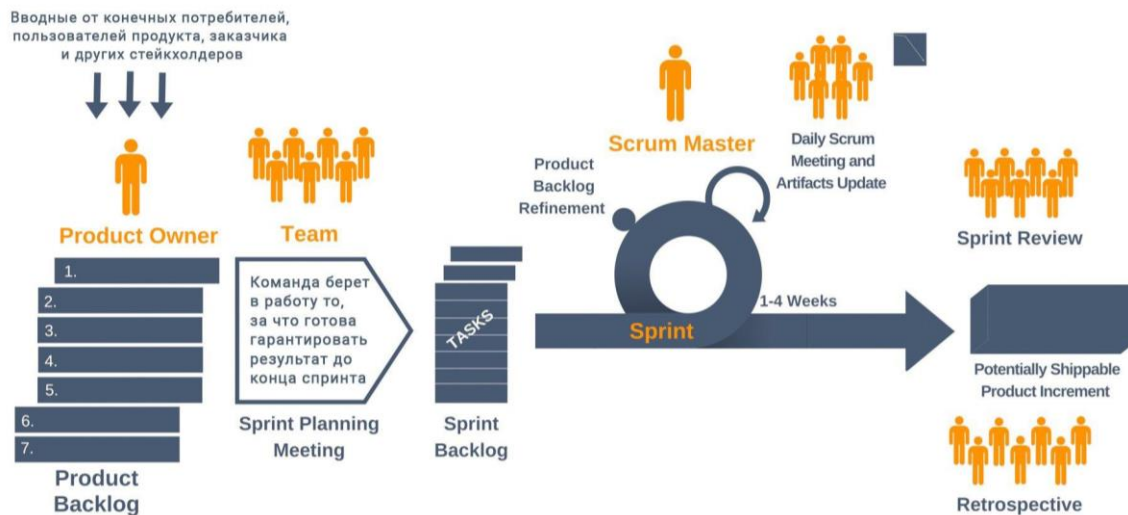 Вводные от конечных потребителей,
пользователей продукта, заказчика
и других стейкхолдеров
Product Owner
1.
2.
3.
4.
5.
6.
7.
Product
Backlog
Team
Команда берет
в работу то,
за что готова
гарантировать
результат до
конца спринта
Sprint Planning
Meeting
TASKS
Sprint
Backlog
Product
Backlog
Refinement
Scrum Master
Daily Scrum
Meeting and
Artifacts Update
Sprint
1-4 Weeks
Sprint Review
Potentially Shippable
Product Increment
Retrospective